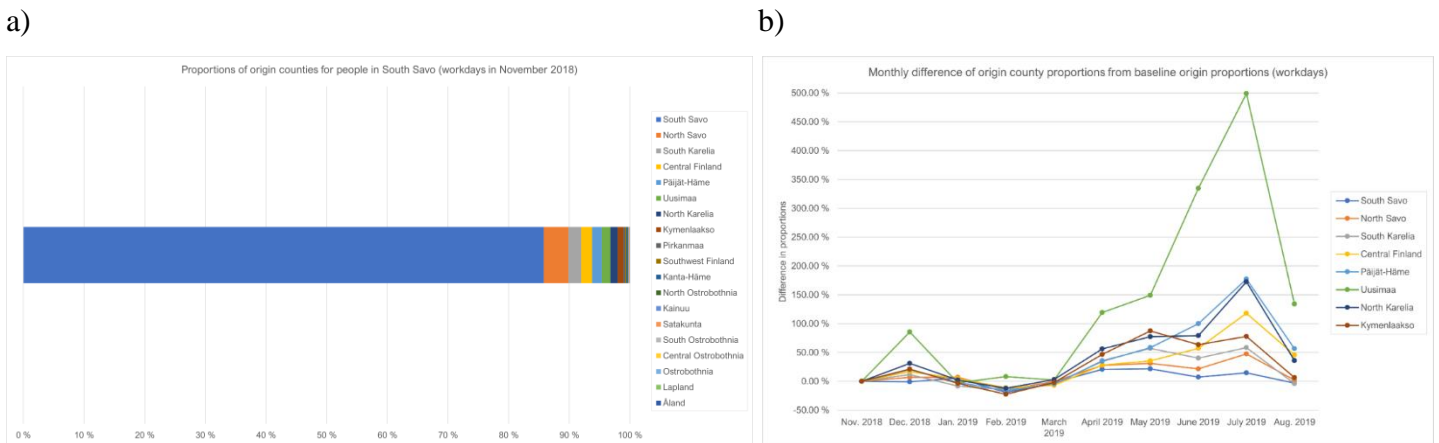 a)
Proportions of origin counties for people in South Savo (workdays in November 2018)
South Savo
North Savo
South Karelia
Central Finland
Päijät-Häme
Uusimaa
North Karelia
Kymenlaakso
Pirkanmaa
Southwest Finland
Kanta-Häme
North Ostrobothnia
Kainuu
Satakunta
South Ostrobothnia
Central Ostrobothnia
Ostrobothnia
Lapland
Åland
0 % 10 % 20 % 30 % 40 % 50 % 60 % 70 % 80 % 90 % 100 %
b)
Monthly difference of origin county proportions from baseline origin proportions (workdays)
Difference in proportions
500.00 %
450.00 %
400.00 %
350.00 %
300.00 %
250.00 %
200.00 %
150.00 %
100.00 %
50.00 %
0.00 %
-50.00 %
Nov. 2018 Dec. 2018 Jan. 2019 Feb. 2019 March 2019 April 2019 May 2019 June 2019 July 2019 Aug. 2019
South Savo
North Savo
South Karelia
Central Finland
Päijät-Häme
Uusimaa
North Karelia
Kymenlaakso